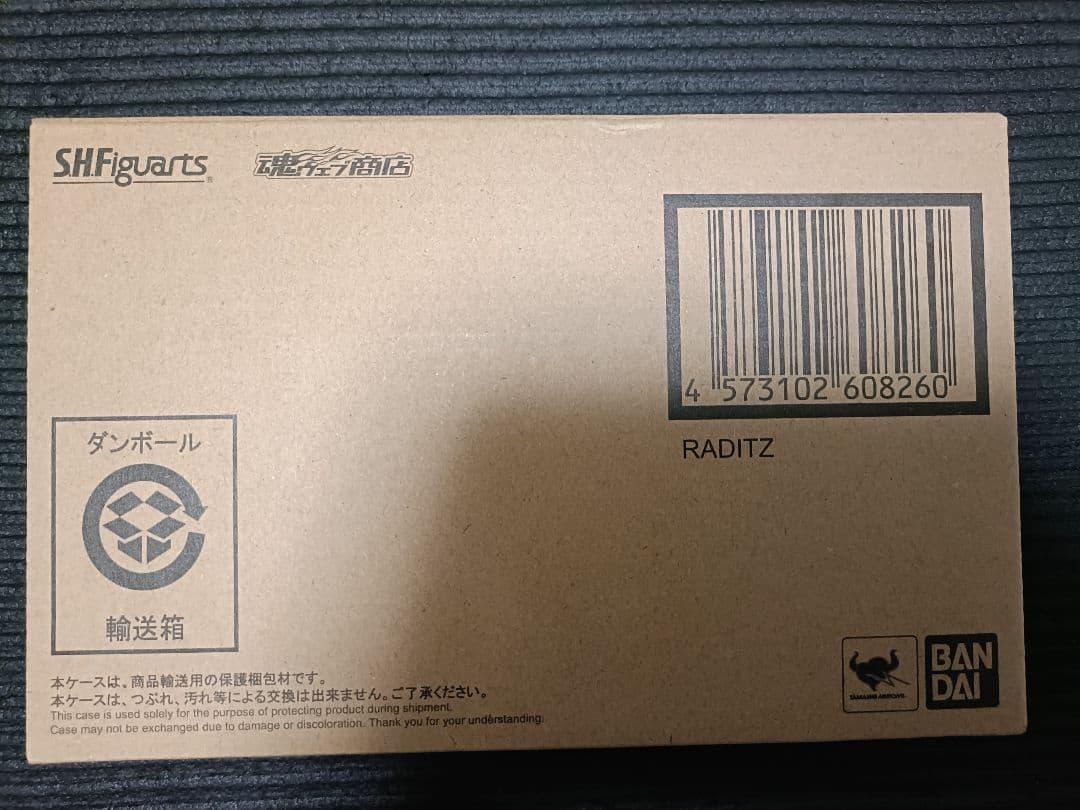 S.H.Figuarts®
魂ウェブ商店
4 573102 608260
RADITZ
ダンボール
輸送箱
本ケースは、商品輸送用の保護梱包材です。
本ケースは、つぶれ、汚れ等による交換は出来ません。ご了承ください。
This case is used solely for the purpose of protecting product during shipment.
Case may not be exchanged due to damage or discoloration. Thank you for your understanding.
TAMASHII NATIONS
BAN
DAI